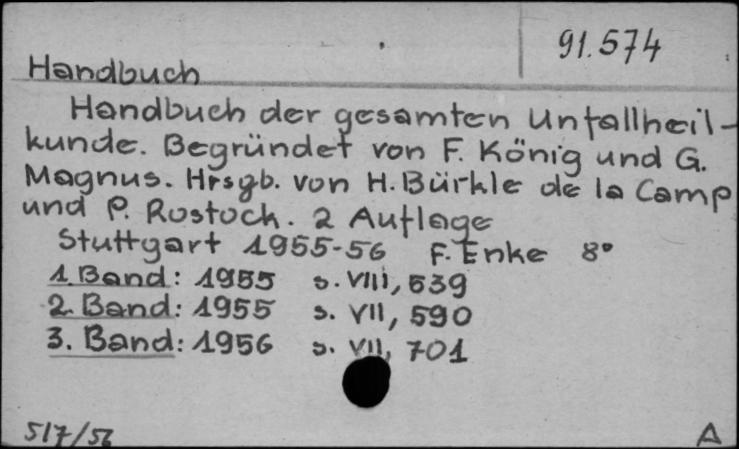 91.574
Handbuch
Handbuch der gesamten Unfallheil-
kunde. Begründet von F. König und G.
Magnus. Hrsgb. von H. Bürkle de la Camp
und P. Rostock. 2 Auflage
Stuttgart 1955-56 F. Enke 8°
1. Band: 1955 s. VIII, 539
2. Band: 1955 s. VII, 590
3. Band: 1956 s. VII, 701
517/56 A